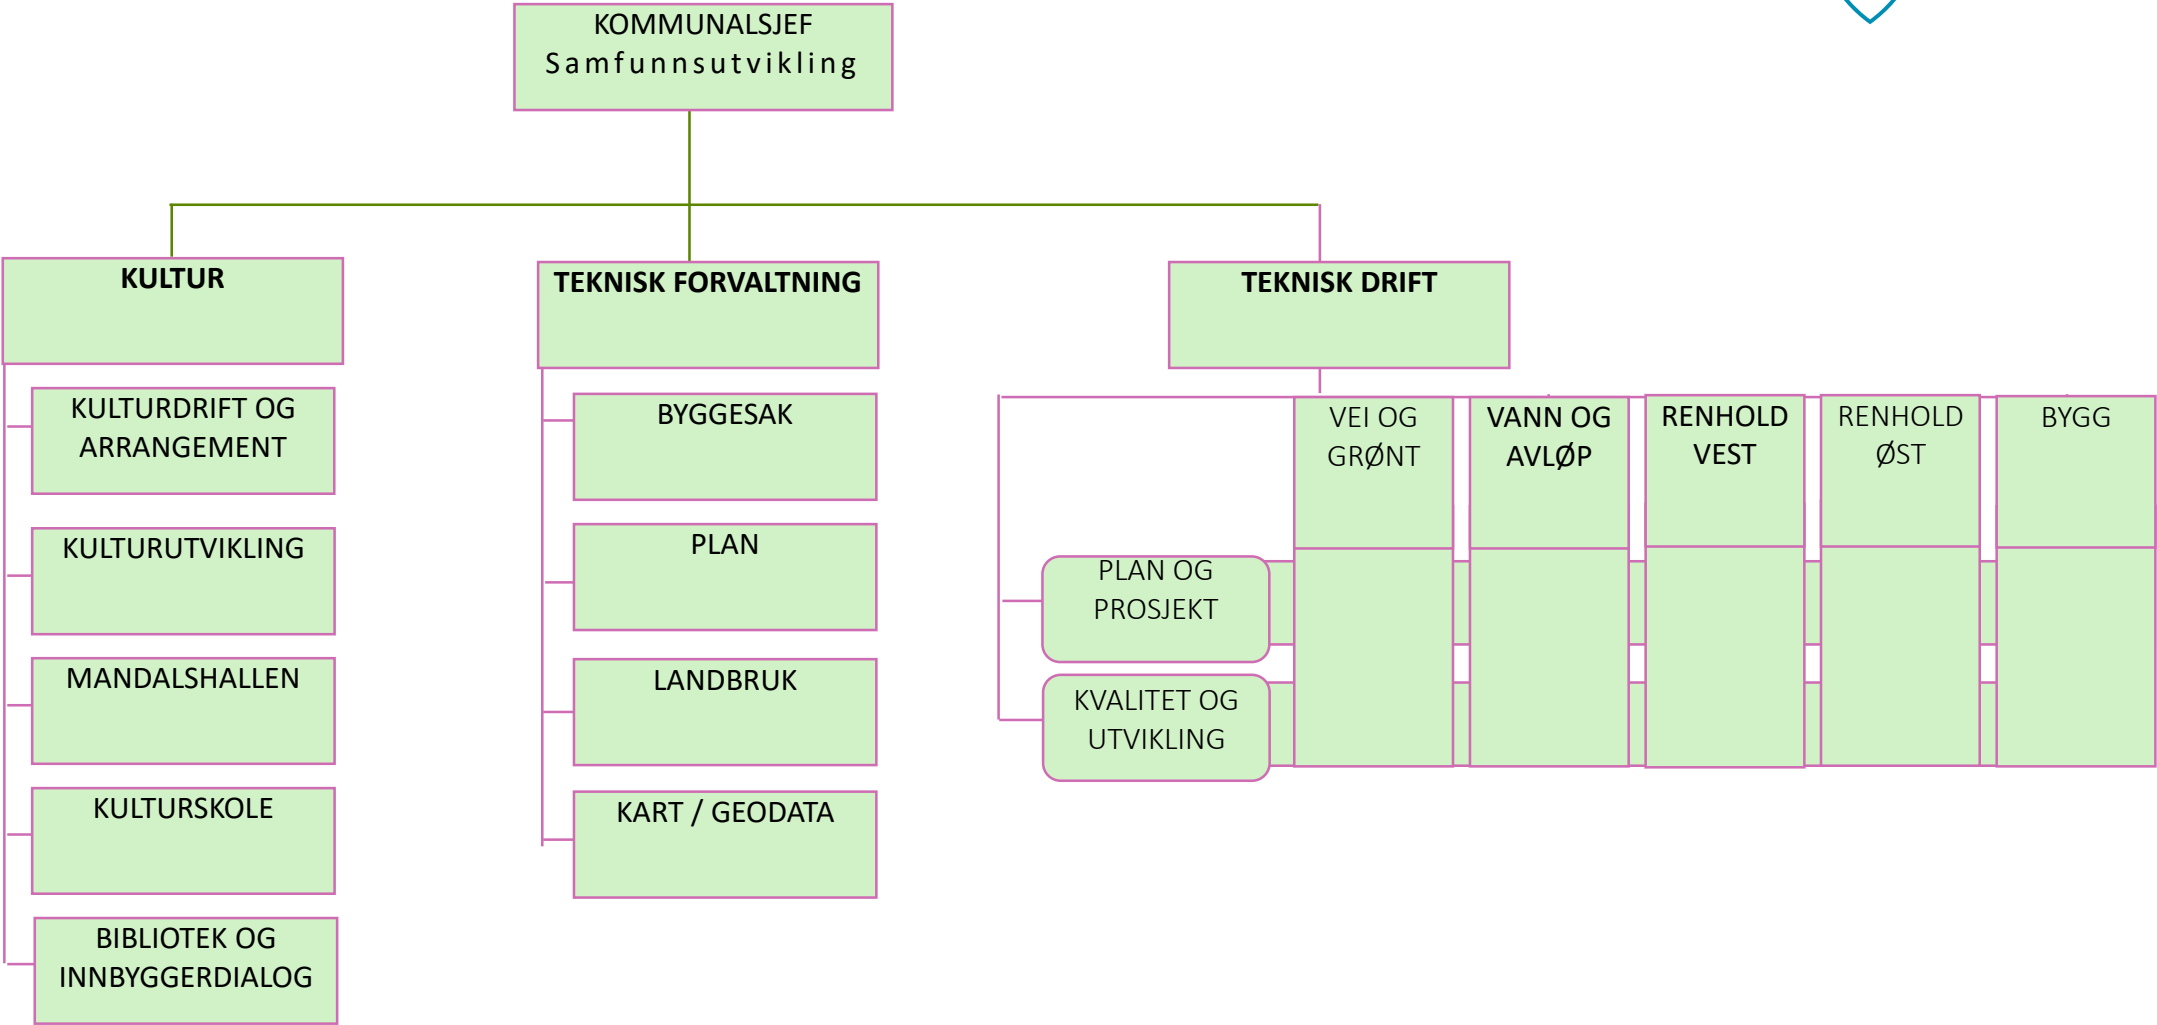 KOMMUNALSJEF
Samfunnsutvikling
KULTUR
KULTURDRIFT OG
ARRANGEMENT
KULTURUTVIKLING
MANDALSHALLEN
KULTURSKOLE
BIBLIOTEK OG
INNBYGGERDIALOG
TEKNISK FORVALTNING
BYGGESAK
PLAN
LANDBRUK
KART / GEODATA
TEKNISK DRIFT
VEI OG
GRØNT
VANN OG
AVLØP
RENHOLD
VEST
RENHOLD
ØST
BYGG
PLAN OG
PROSJEKT
KVALITET OG
UTVIKLING